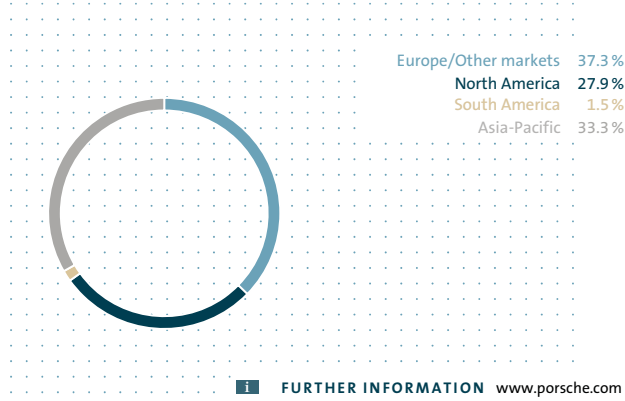 Europe/Other markets 37.3 %
North America 27.9 %
South America 1.5 %
Asia-Pacific 33.3 %
i FURTHER INFORMATION www.porsche.com